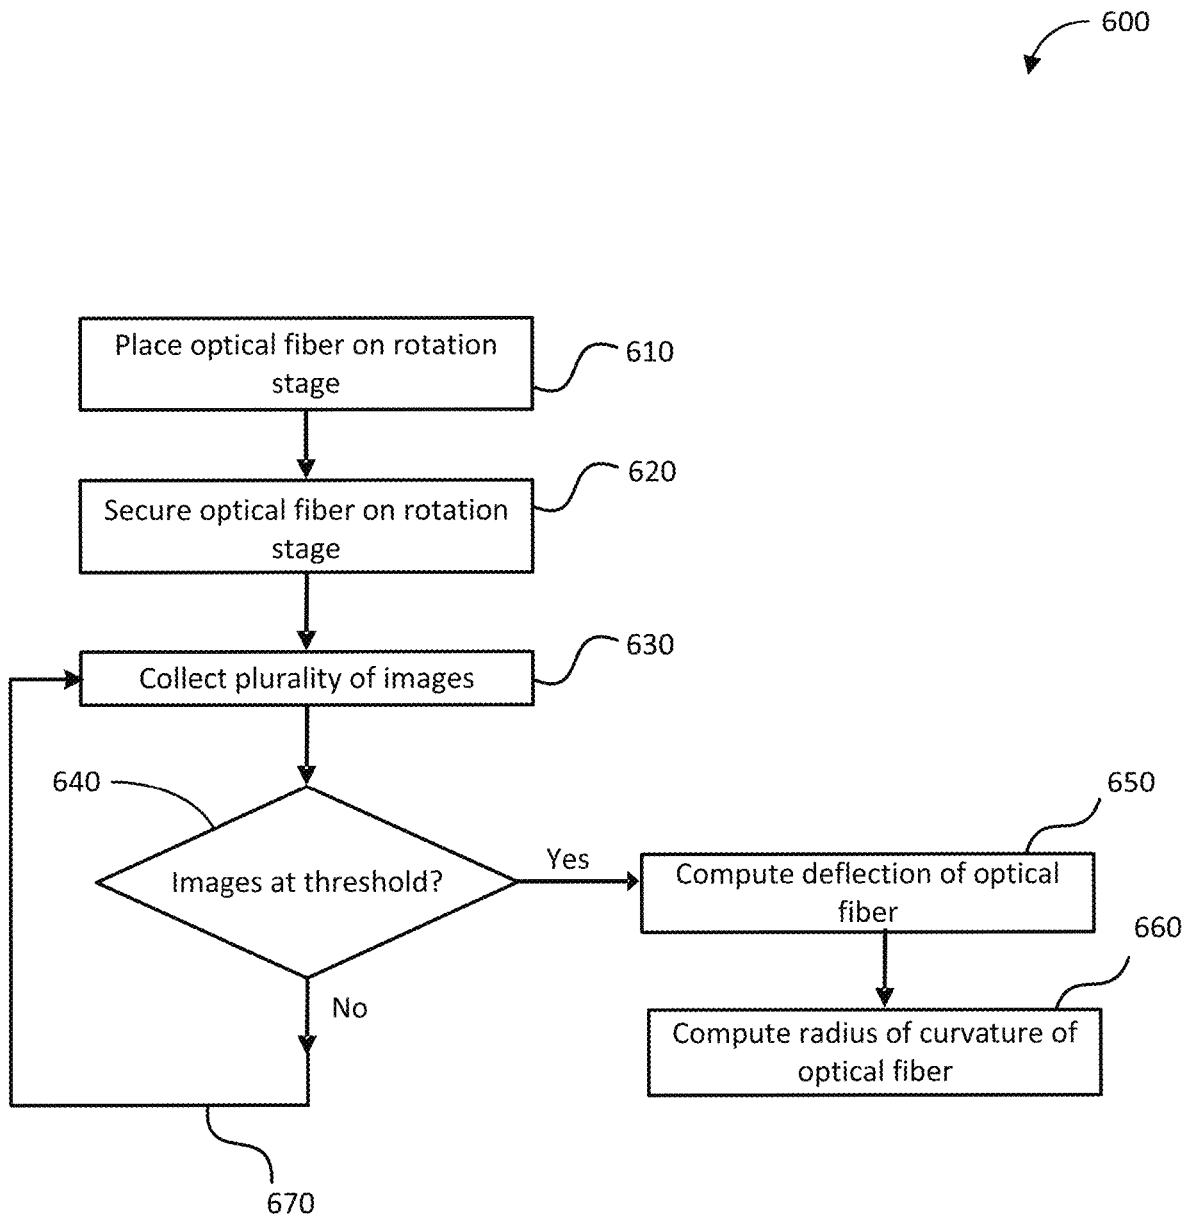 600
Place optical fiber on rotation
stage
610
Secure optical fiber on rotation
stage
620
Collect plurality of images
630
640
Images at threshold?
Yes
No
650
Compute deflection of optical
fiber
660
Compute radius of curvature of
optical fiber
670